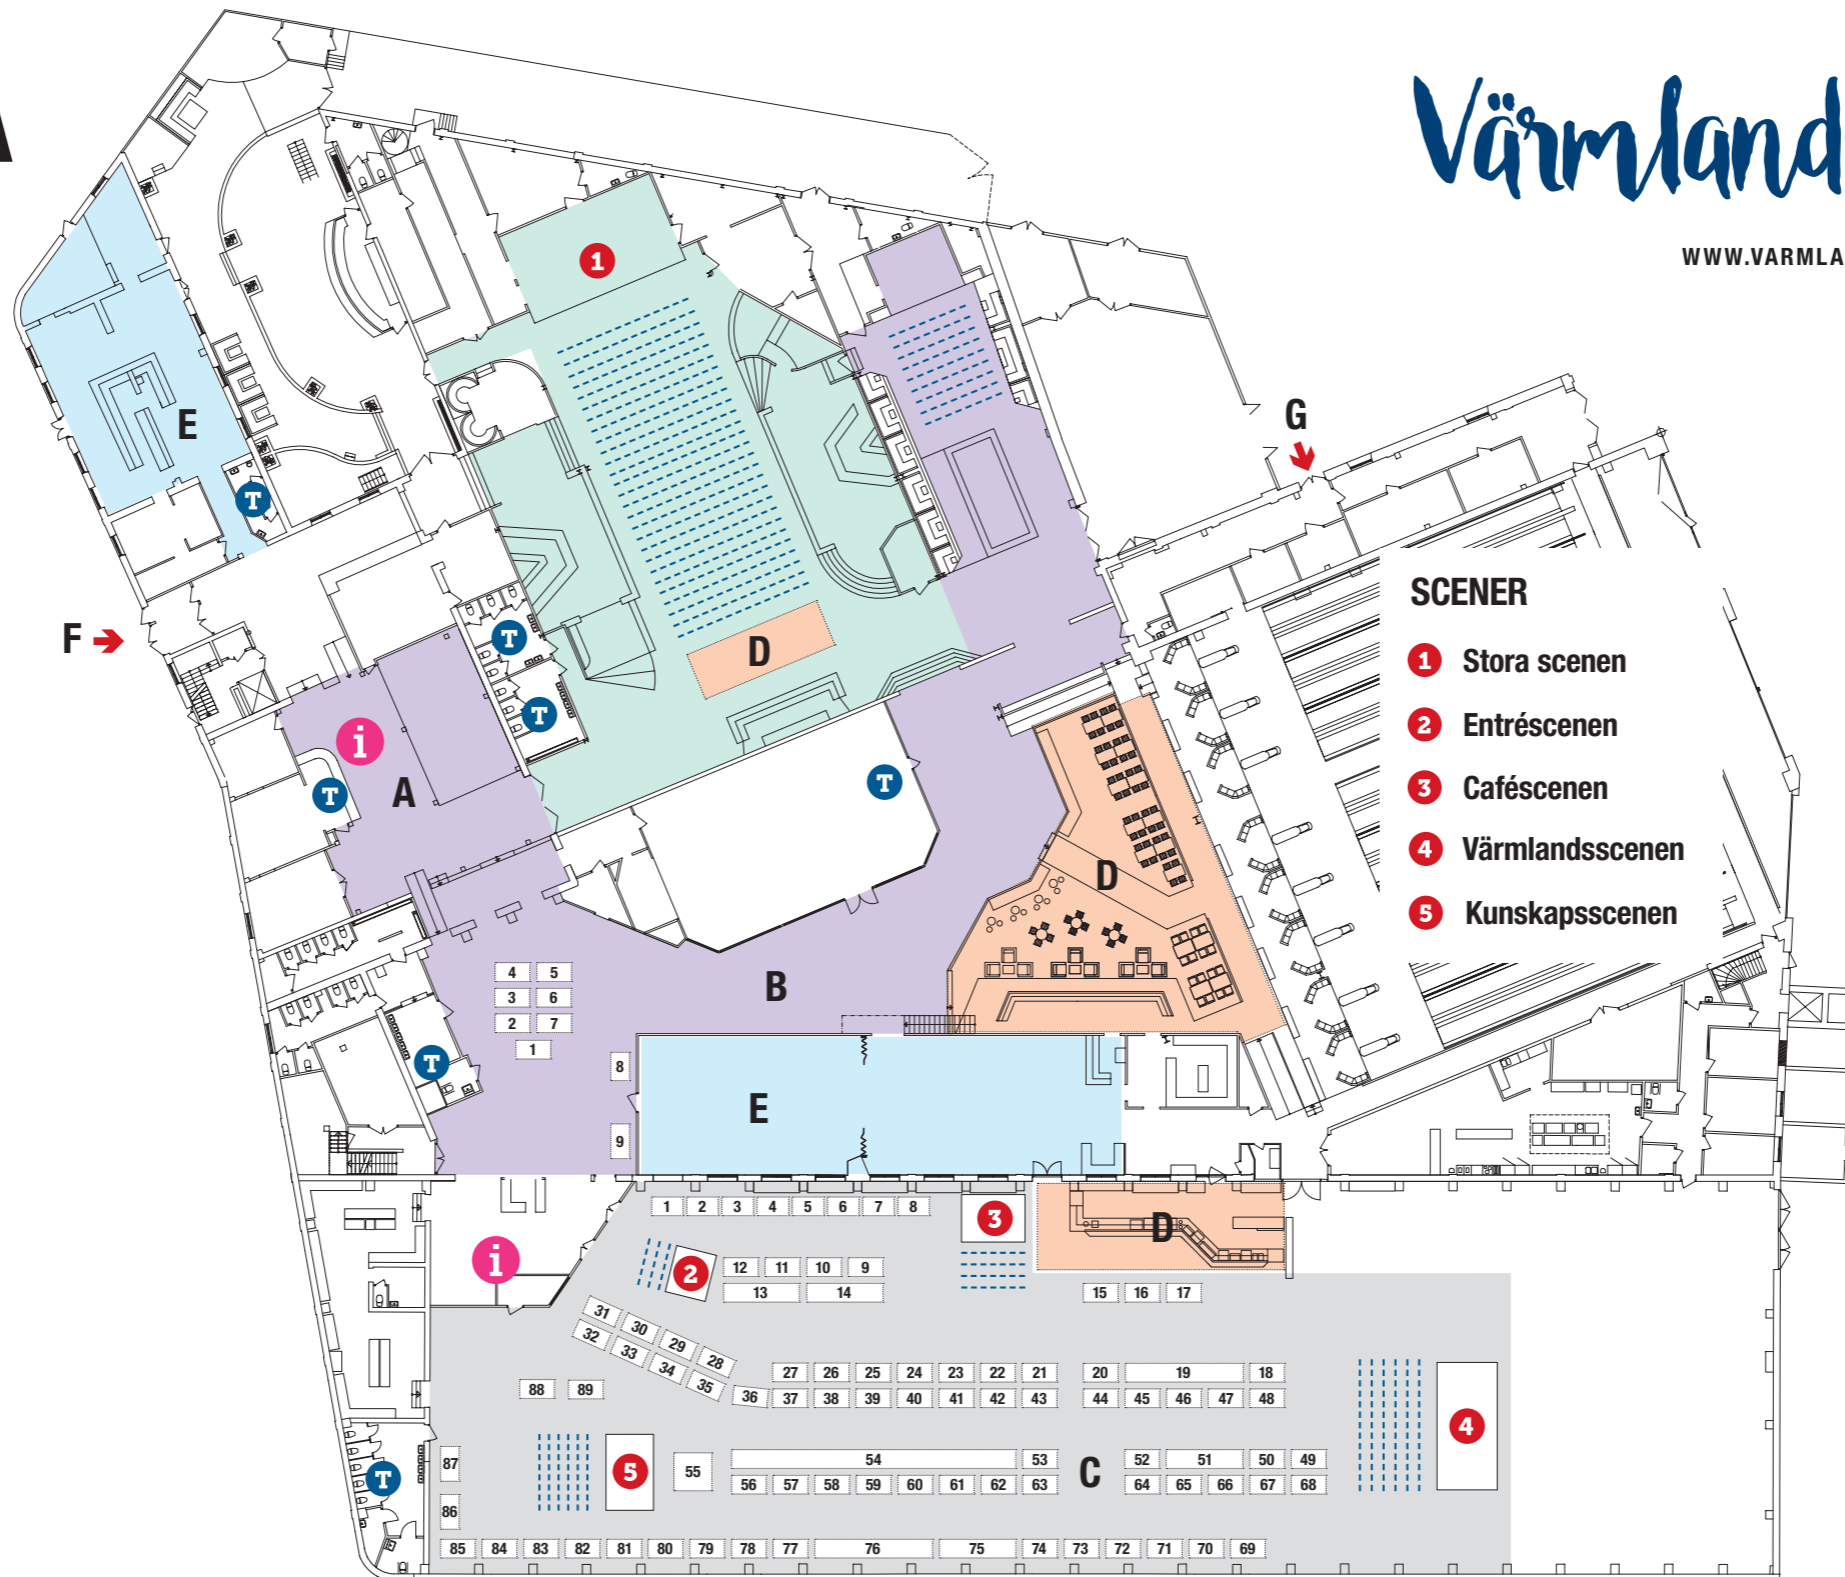 Värmland
WWW.VARMLA
SCENER
1 Stora scenen
2 Entréscenen
3 Caféscenen
4 Värmlandsscenen
5 Kunskapsscenen
1
E
T
G
F
T
D
T
i
T
A
T
D
B
4 5
3 6
2 7
1
8
T
E
9
1 2 3 4 5 6 7 8
3
D
i
2
12 11 10 9
13 14
15 16 17
31 30 29 28
32 33 34 35 36
27 26 25 24 23 22 21 20 19 18
88 89
37 38 39 40 41 42 43 44 45 46 47 48
4
87
T
5
55
54 53
C
52 51 50 49
56 57 58 59 60 61 62 63 64 65 66 67 68
86
85 84 83 82 81 80 79 78 77 76 75 74 73 72 71 70 69